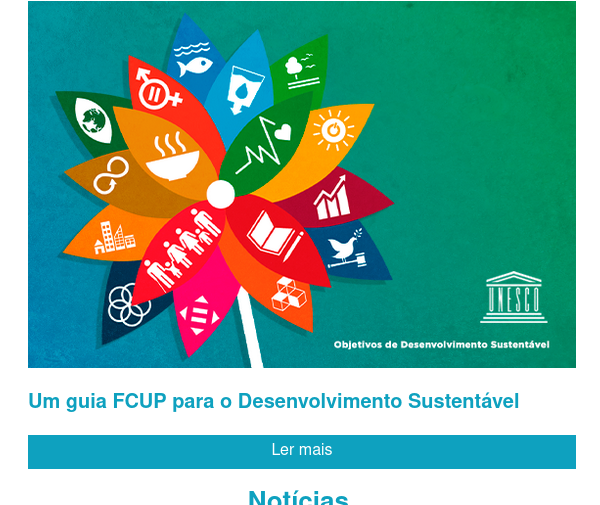 UNESCO
Objetivos de Desenvolvimento Sustentável
Um guia FCUP para o Desenvolvimento Sustentável
Ler mais
Notícias